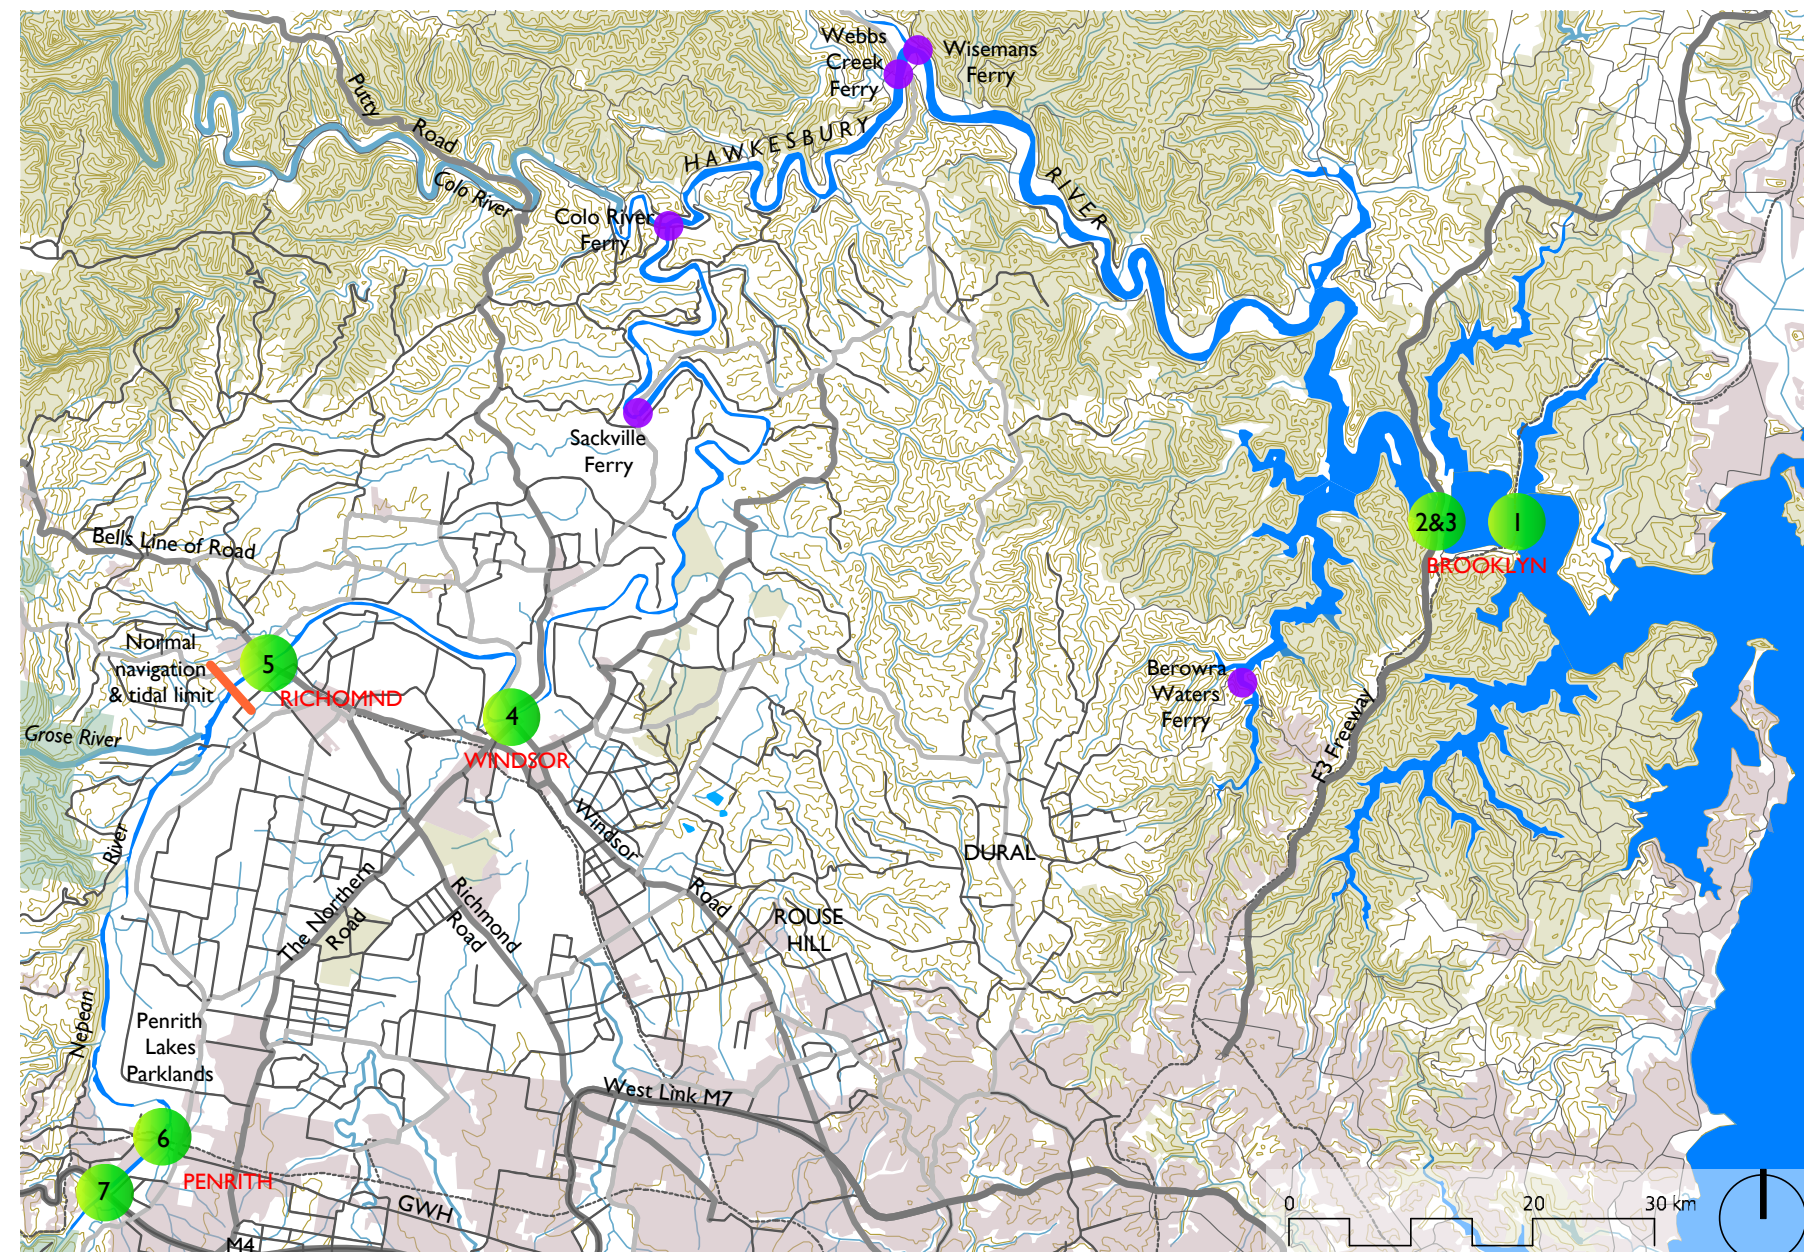 Webbs
Creek
Ferry
Wisemans
Ferry
Putty
Road
HAWKESBURY
RIVER
Colo River
Colo River
Ferry
Sackville
Ferry
Bells Line of Road
2&3
1
BROOKLYN
Normal
navigation
& tidal limit
5
RICHOMND
Grose River
4
WINDSOR
Berowra
Waters
Ferry
F3 Freeway
River
Nepean
Windsor
Road
DURAL
The Northern
Road
Richmond
Road
ROUSE
HILL
Penrith
Lakes
Parklands
West Link M7
6
7
PENRITH
GWH
M4
0 20 30 km